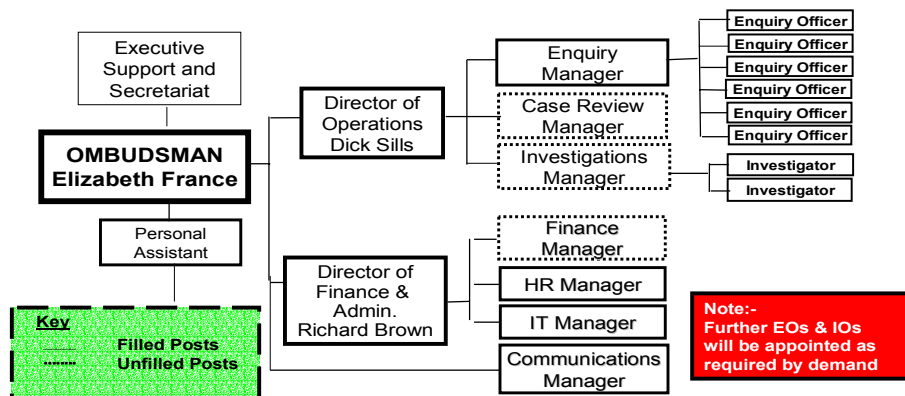 Executive
Support and
Secretariat
OMBUDSMAN
Elizabeth France
Personal
Assistant
Key
Filled Posts
Unfilled Posts
Director of
Operations
Dick Sills
Director of
Finance &
Admin.
Richard Brown
Enquiry
Manager
Case Review
Manager
Investigations
Manager
Finance
Manager
HR Manager
IT Manager
Communications
Manager
Enquiry Officer
Enquiry Officer
Enquiry Officer
Enquiry Officer
Enquiry Officer
Enquiry Officer
Investigator
Investigator
Note:-
Further EOs & IOs
will be appointed as
required by demand